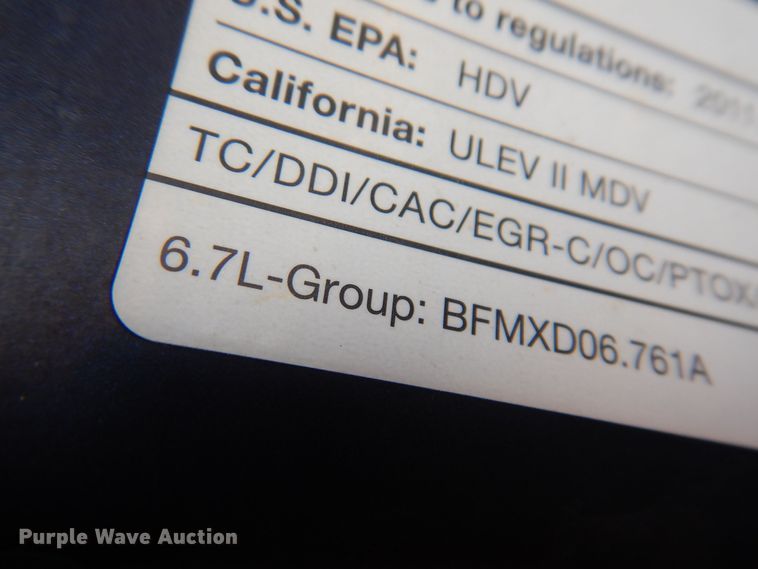 to regulations: 2011
U.S. EPA: HDV
California: ULEV II MDV
TC/DDI/CAC/EGR-C/OC/PTOX/
6.7L-Group: BFMXD06.761A
Purple Wave Auction